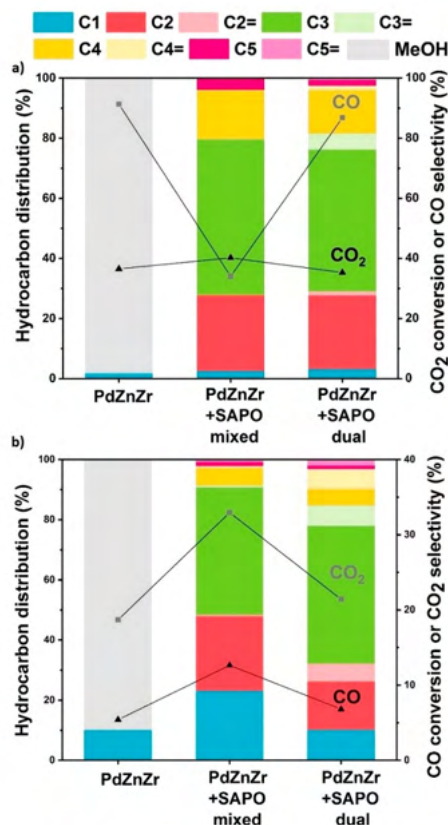 C1 C2 C2= C3 C3=
C4 C4= C5 C5= MeOH
a)
Hydrocarbon distribution (%)
100
80
60
40
20
0
CO
CO2
100
80
60
40
20
0
CO2 conversion or CO selectivity (%)
PdZnZr
PdZnZr
+SAPO
mixed
PdZnZr
+SAPO
dual
b)
Hydrocarbon distribution (%)
100
80
60
40
20
0
CO2
CO
40
30
20
10
0
CO conversion or CO2 selectivity (%)
PdZnZr
PdZnZr
+SAPO
mixed
PdZnZr
+SAPO
dual